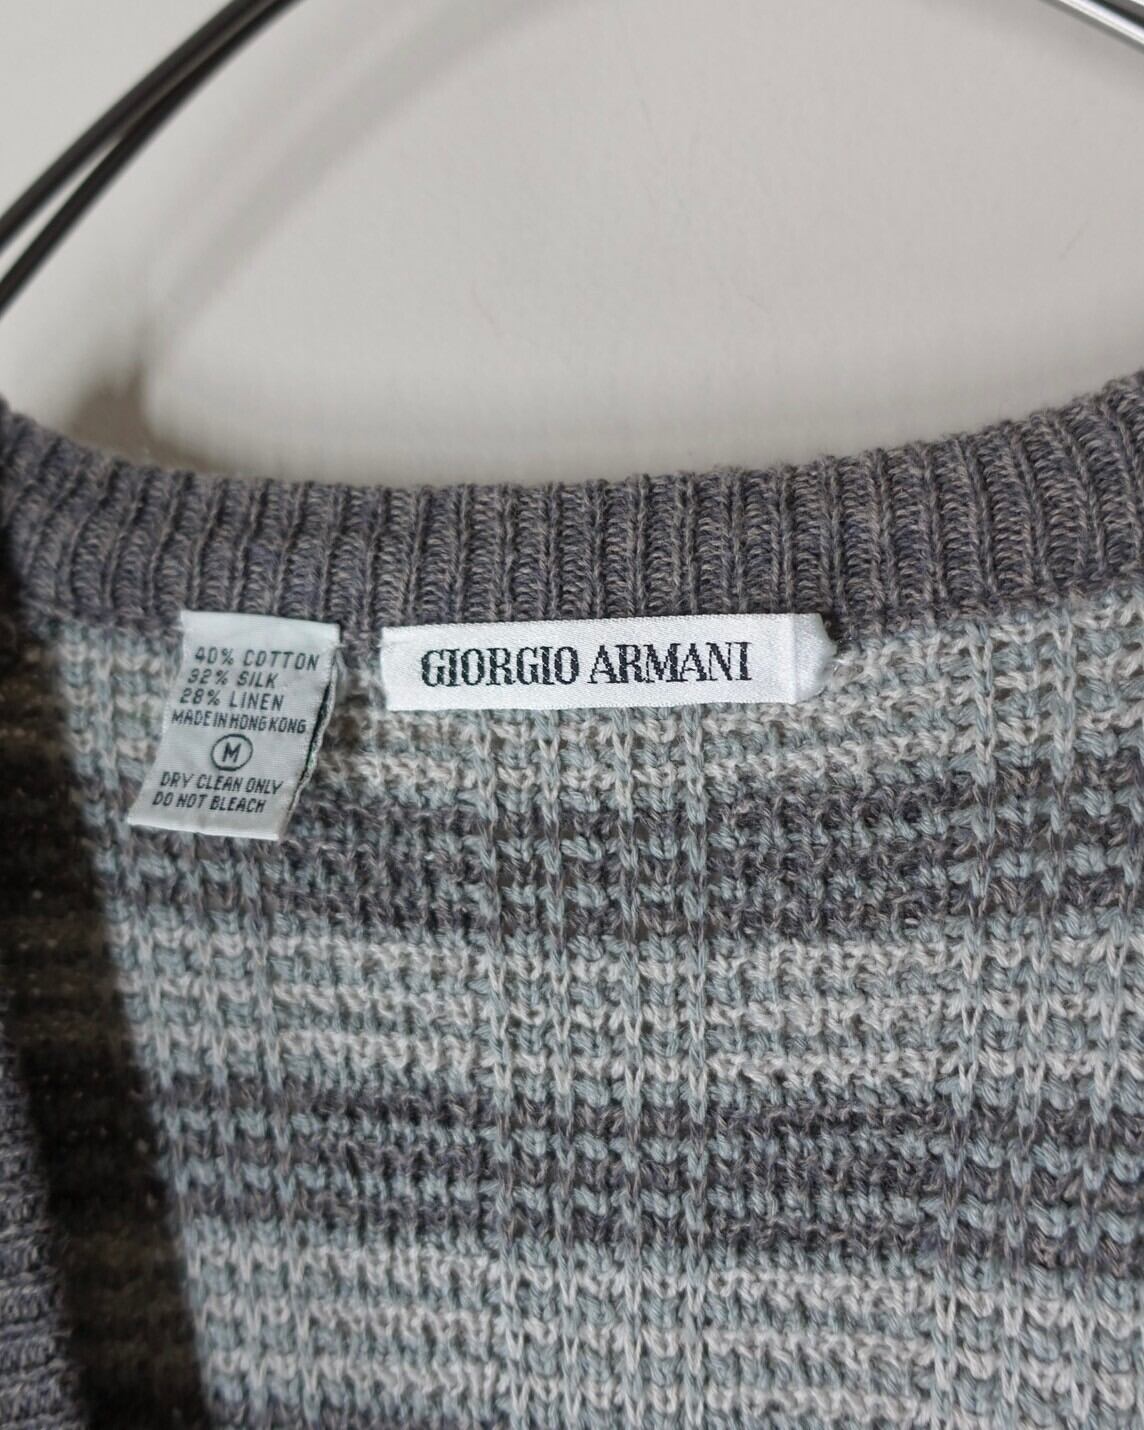 40% COTTON
32% SILK
28% LINEN
MADE IN HONG KONG
M
DRY CLEAN ONLY
DO NOT BLEACH
GIORGIO ARMANI